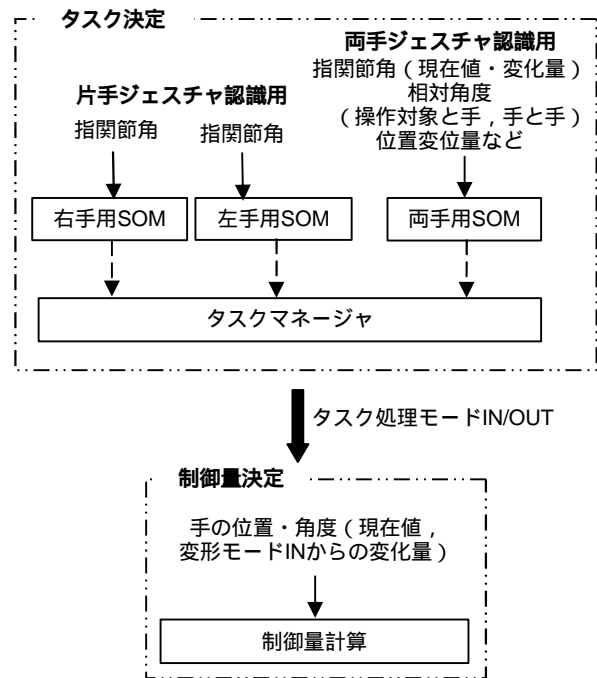 タスク決定
両手ジェスチャ認識用
指関節角(現在値・変化量)
相対角度
(操作対象と手,手と手)
位置変位量など
片手ジェスチャ認識用
指関節角
指関節角
右手用SOM
左手用SOM
両手用SOM
タスクマネージャ
タスク処理モードIN/OUT
制御量決定
手の位置・角度(現在値,
変形モードINからの変化量)
制御量計算